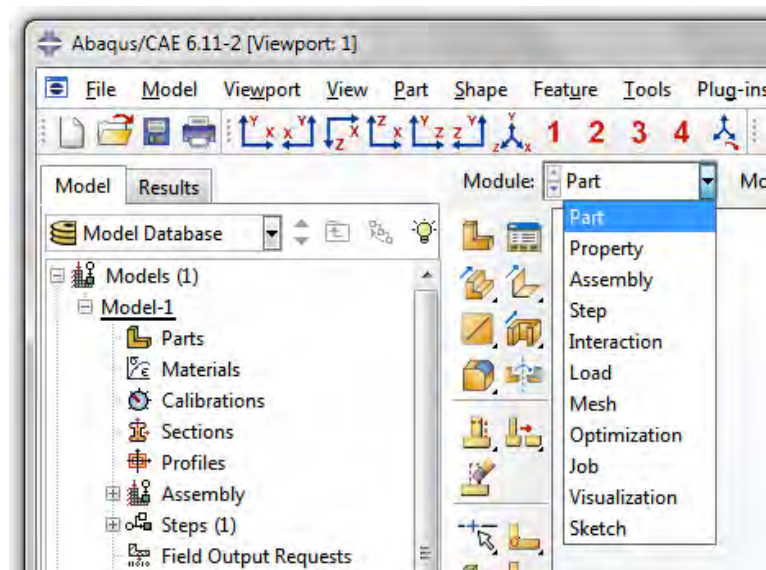 Abaqus/CAE 6.11-2 [Viewport: 1]
File Model Viewport View Part Shape Feature Tools Plug-ins
1 2 3 4
Model Results
Module: Part Mo
Model Database
Part
Property
Assembly
Step
Interaction
Load
Mesh
Optimization
Job
Visualization
Sketch
Models (1)
Model-1
Parts
Materials
Calibrations
Sections
Profiles
Assembly
Steps (1)
Field Output Requests